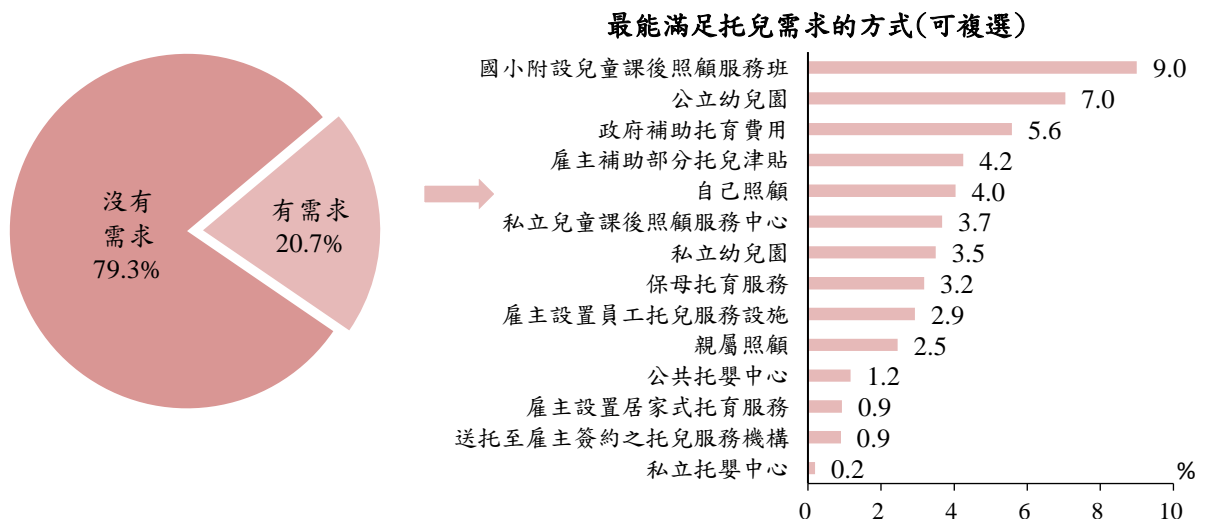 最能滿足托兒需求的方式(可複選)
沒有
需求
79.3%
有需求
20.7%
國小附設兒童課後照顧服務班 9.0
公立幼兒園 7.0
政府補助托育費用 5.6
雇主補助部分托兒津貼 4.2
自己照顧 4.0
私立兒童課後照顧服務中心 3.7
私立幼兒園 3.5
保母托育服務 3.2
雇主設置員工托兒服務設施 2.9
親屬照顧 2.5
公共托嬰中心 1.2
雇主設置居家式托育服務 0.9
送托至雇主簽約之托兒服務機構 0.9
私立托嬰中心 0.2
%
0 2 4 6 8 10